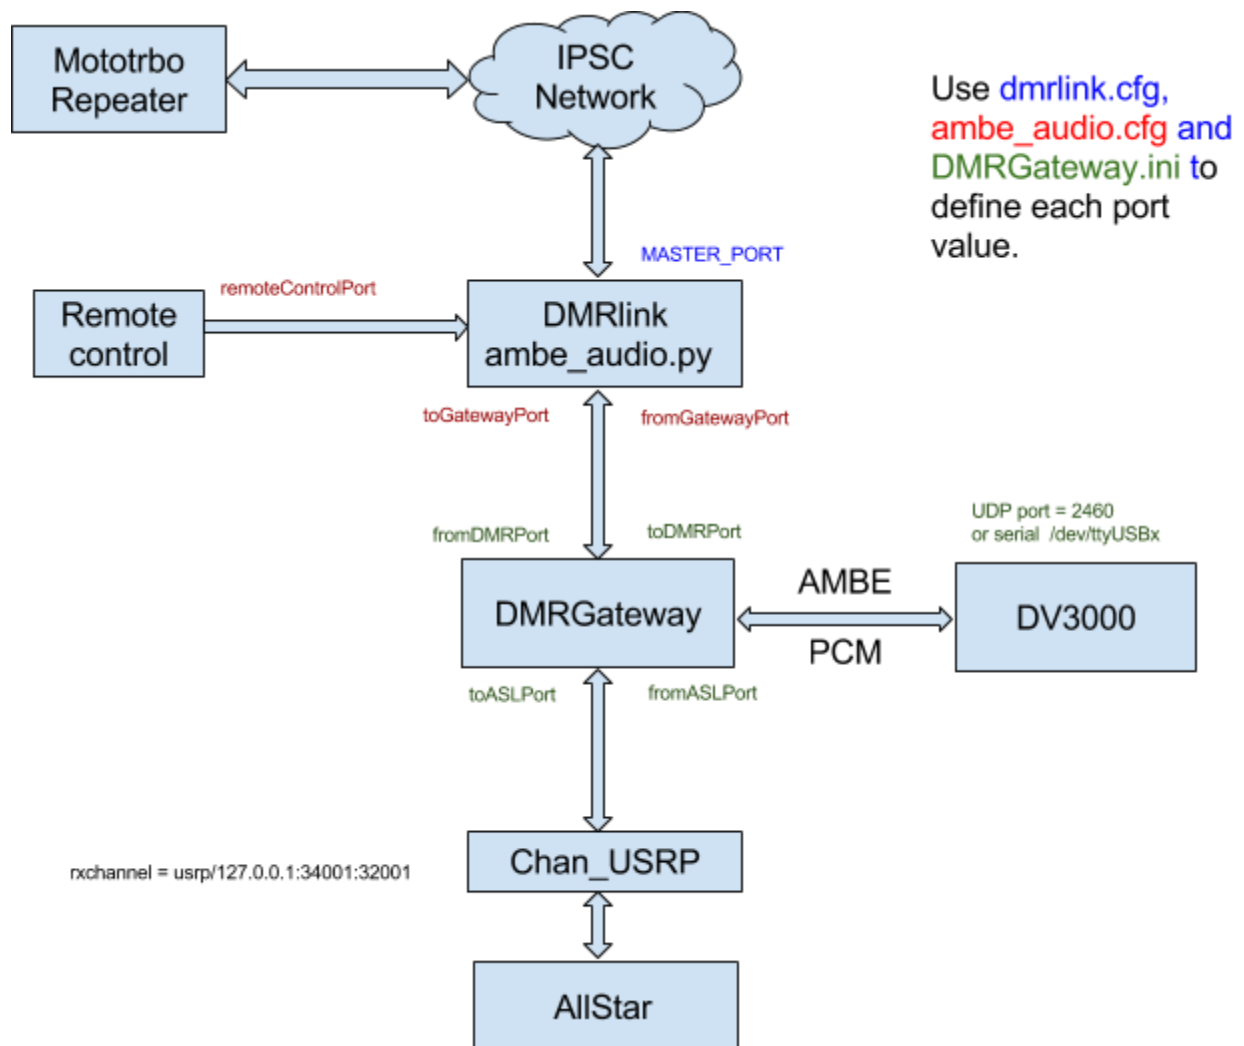 Mototrbo
Repeater
IPSC
Network
Use dmrlink.cfg,
ambe_audio.cfg and
DMRGateway.ini to
define each port
value.
MASTER_PORT
remoteControlPort
Remote
control
DMRlink
ambe_audio.py
toGatewayPort
fromGatewayPort
fromDMRPort
toDMRPort
UDP port = 2460
or serial /dev/ttyUSBx
DMRGateway
AMBE
PCM
DV3000
toASLPort
fromASLPort
rxchannel = usrp/127.0.0.1:34001:32001
Chan_USRP
AllStar